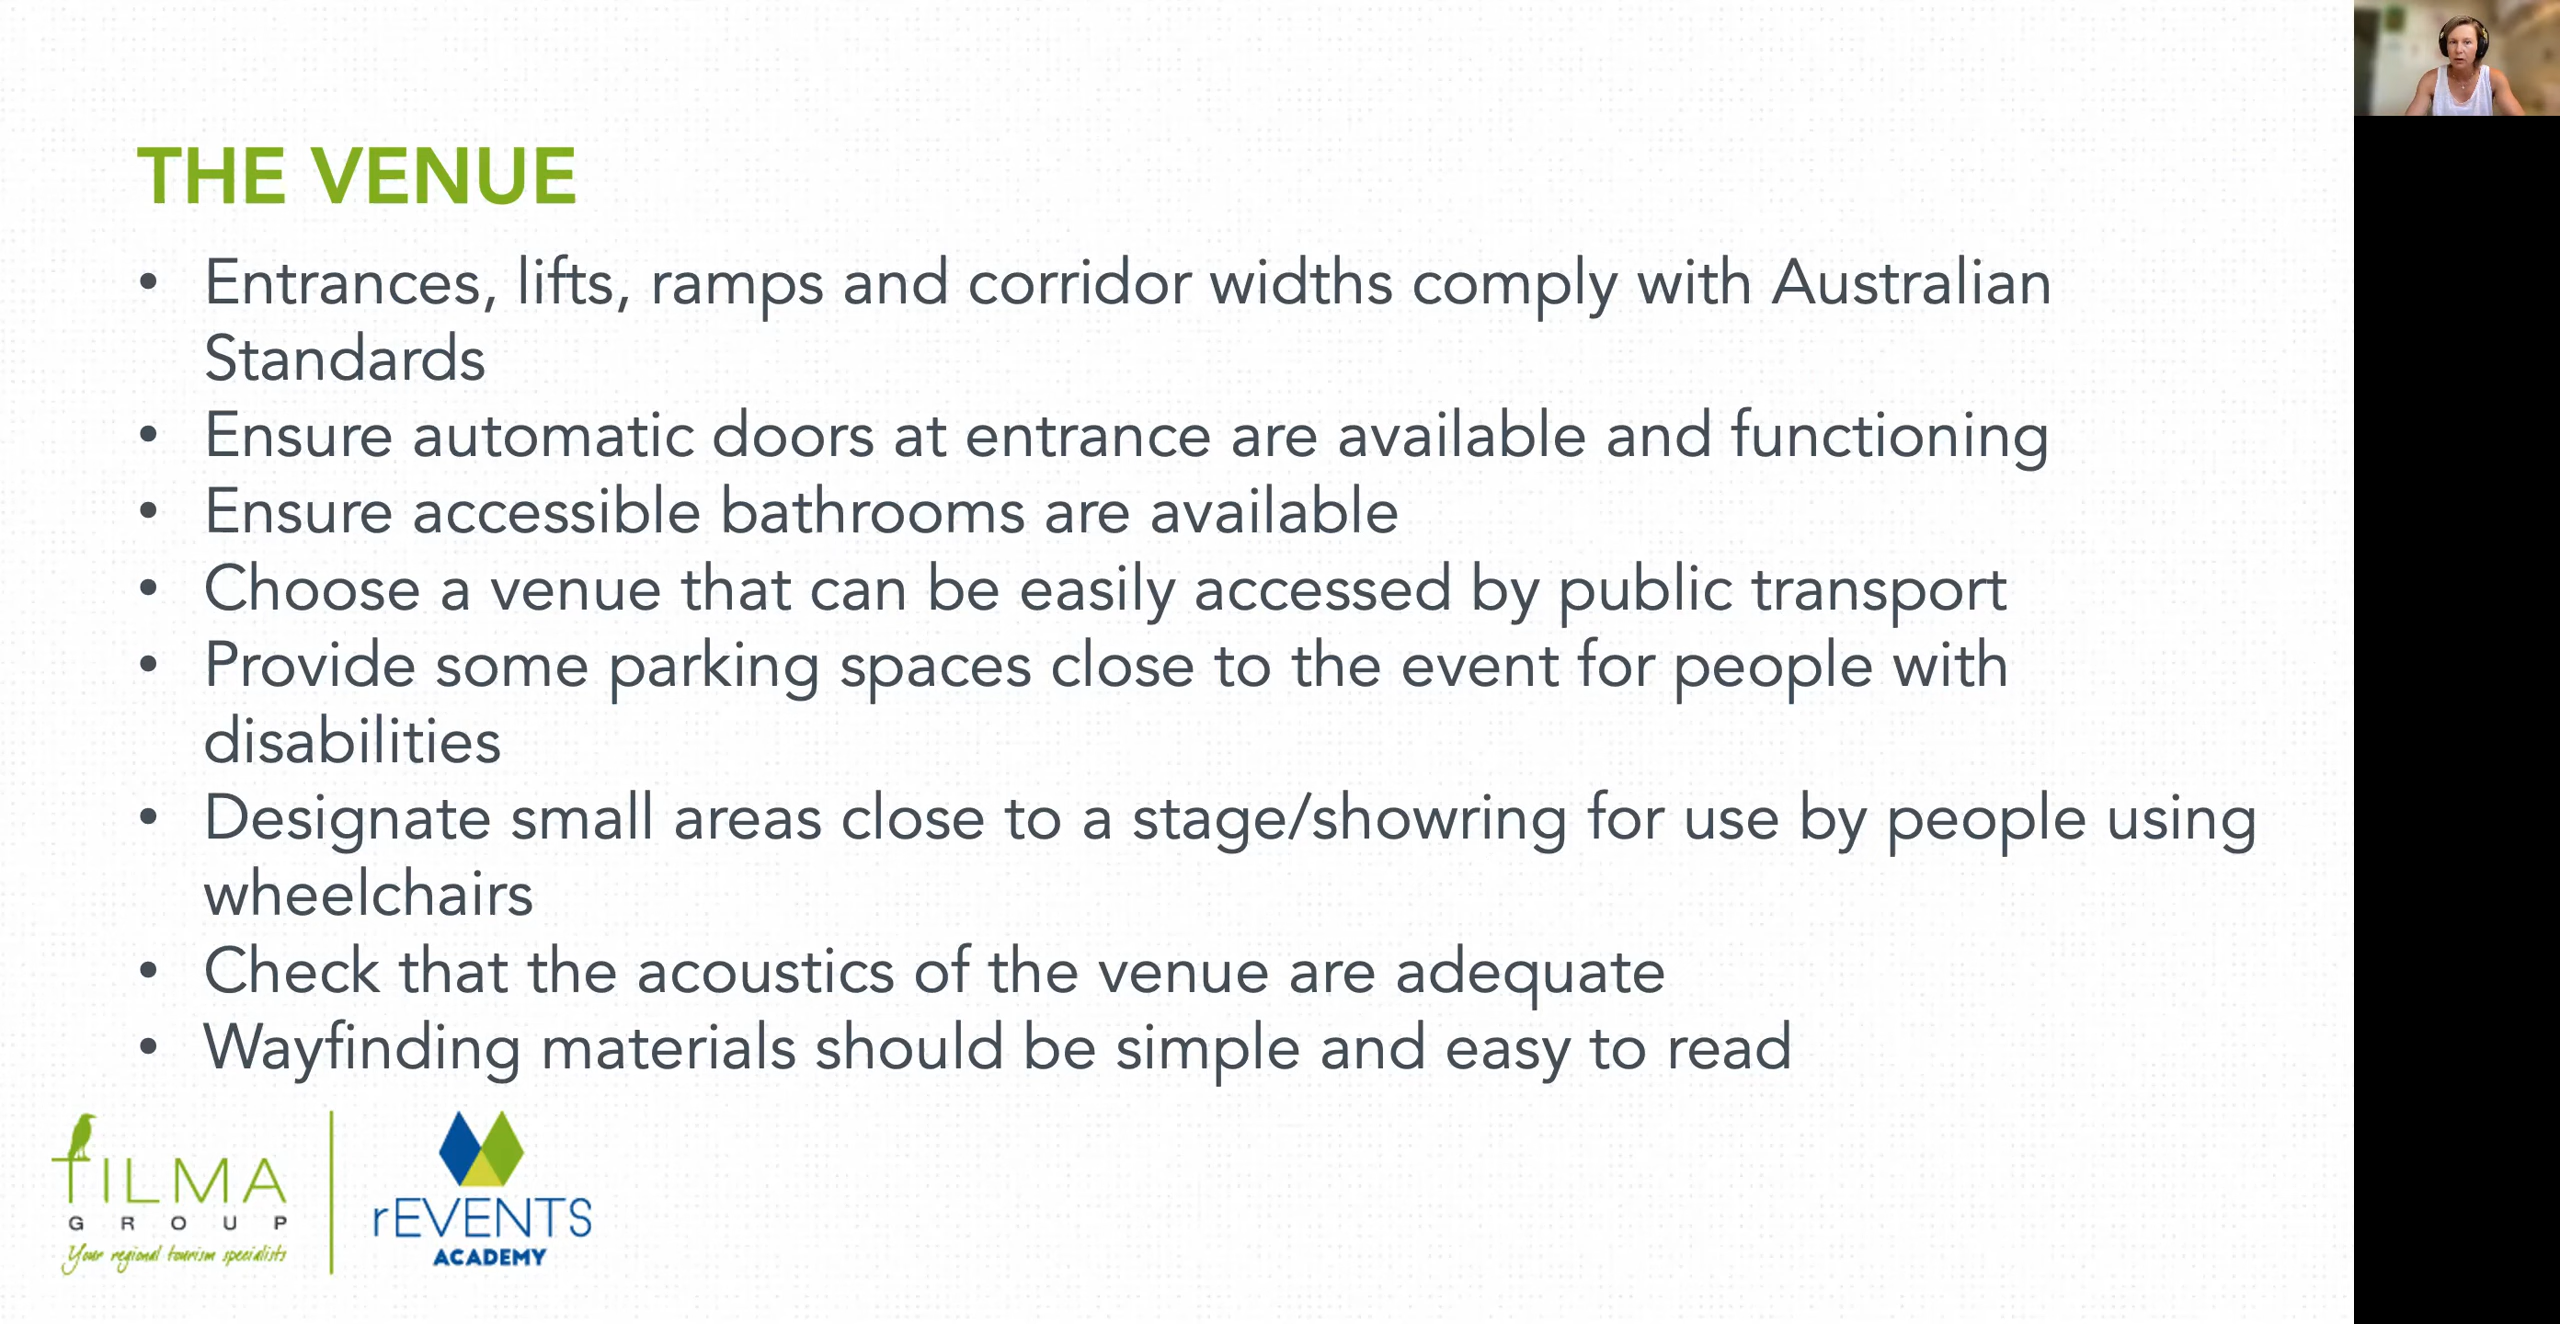 THE VENUE
• Entrances, lifts, ramps and corridor widths comply with Australian
Standards
• Ensure automatic doors at entrance are available and functioning
• Ensure accessible bathrooms are available
• Choose a venue that can be easily accessed by public transport
• Provide some parking spaces close to the event for people with
disabilities
• Designate small areas close to a stage/showring for use by people using
wheelchairs
• Check that the acoustics of the venue are adequate
• Wayfinding materials should be simple and easy to read
TILMA
GROUP
Your regional tourism specialists
rEVENTS
ACADEMY